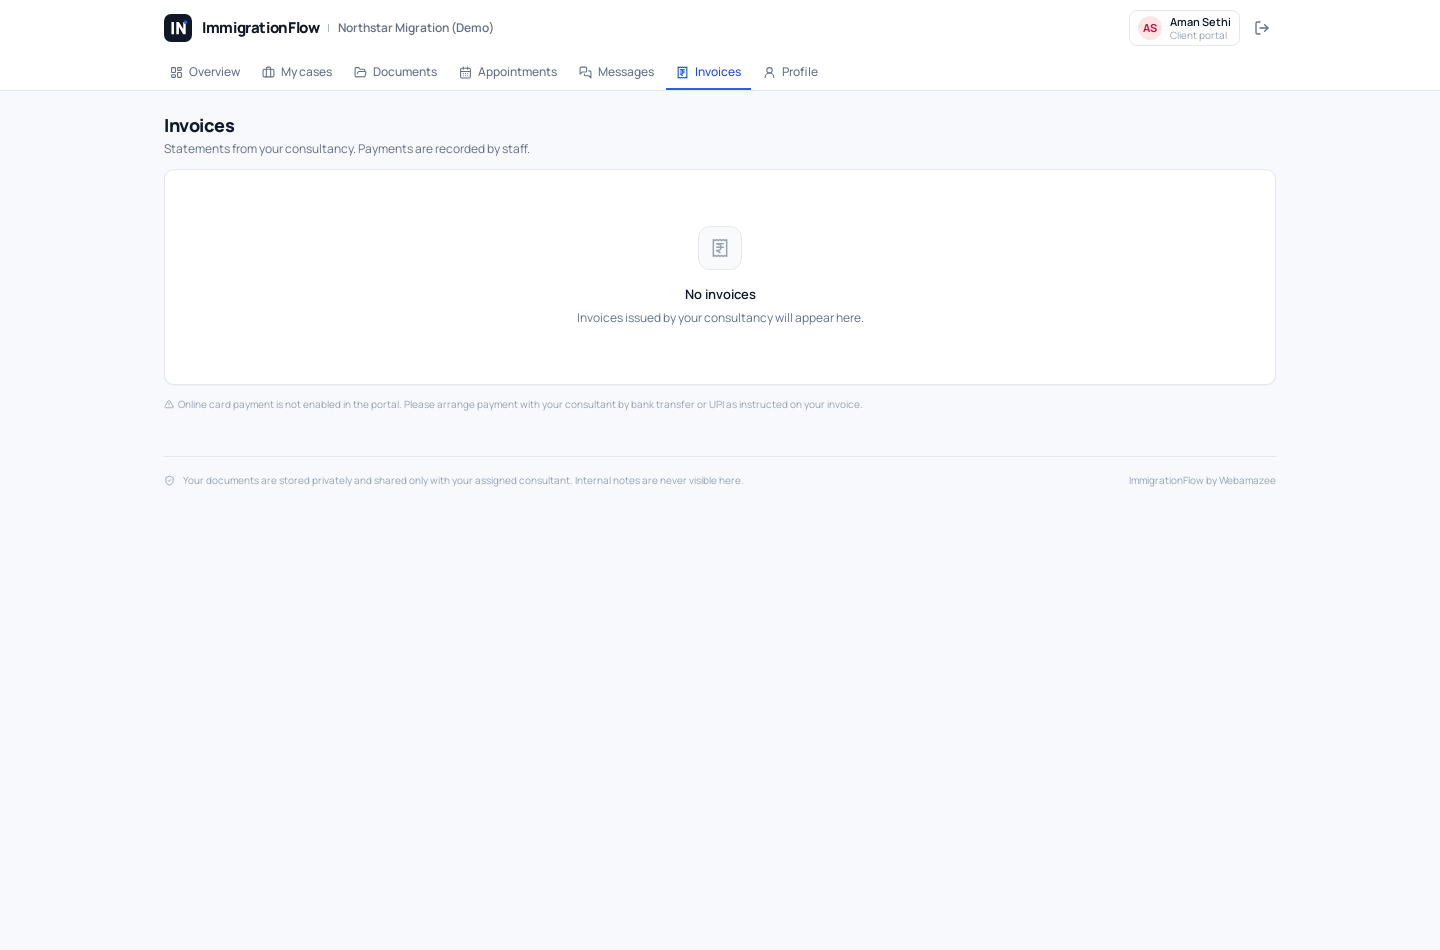 IN
ImmigrationFlow
Northstar Migration (Demo)
AS
Aman Sethi
Client portal
Overview
My cases
Documents
Appointments
Messages
Invoices
Profile
Invoices
Statements from your consultancy. Payments are recorded by staff.
No invoices
Invoices issued by your consultancy will appear here.
Online card payment is not enabled in the portal. Please arrange payment with your consultant by bank transfer or UPI as instructed on your invoice.
Your documents are stored privately and shared only with your assigned consultant. Internal notes are never visible here.
ImmigrationFlow by Webamazee